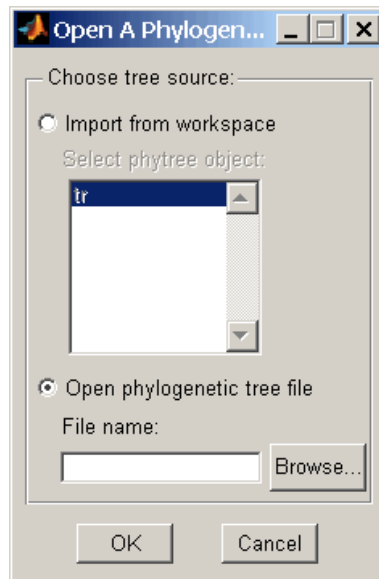 Open A Phylogen...
Choose tree source:
Import from workspace
Select phytree object:
tr
Open phylogenetic tree file
File name:
Browse...
OK
Cancel